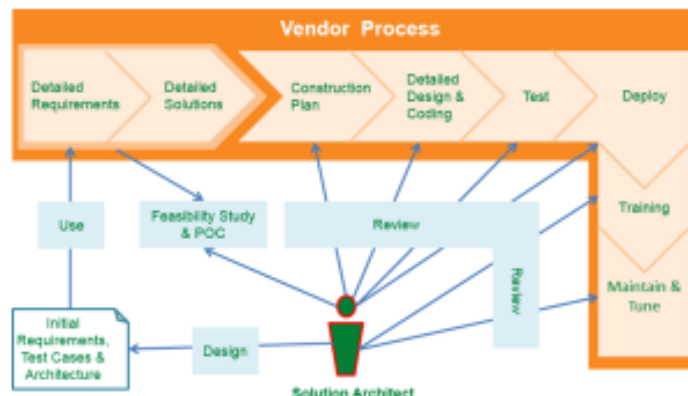 Vendor Process
Detailed
Requirements
Detailed
Solutions
Construction
Plan
Detailed
Design &
Coding
Test
Deploy
Training
Maintain &
Tune
Use
Feasibility Study
& POC
Review
Review
Initial
Requirements,
Test Cases &
Architecture
Design
Solution Architect